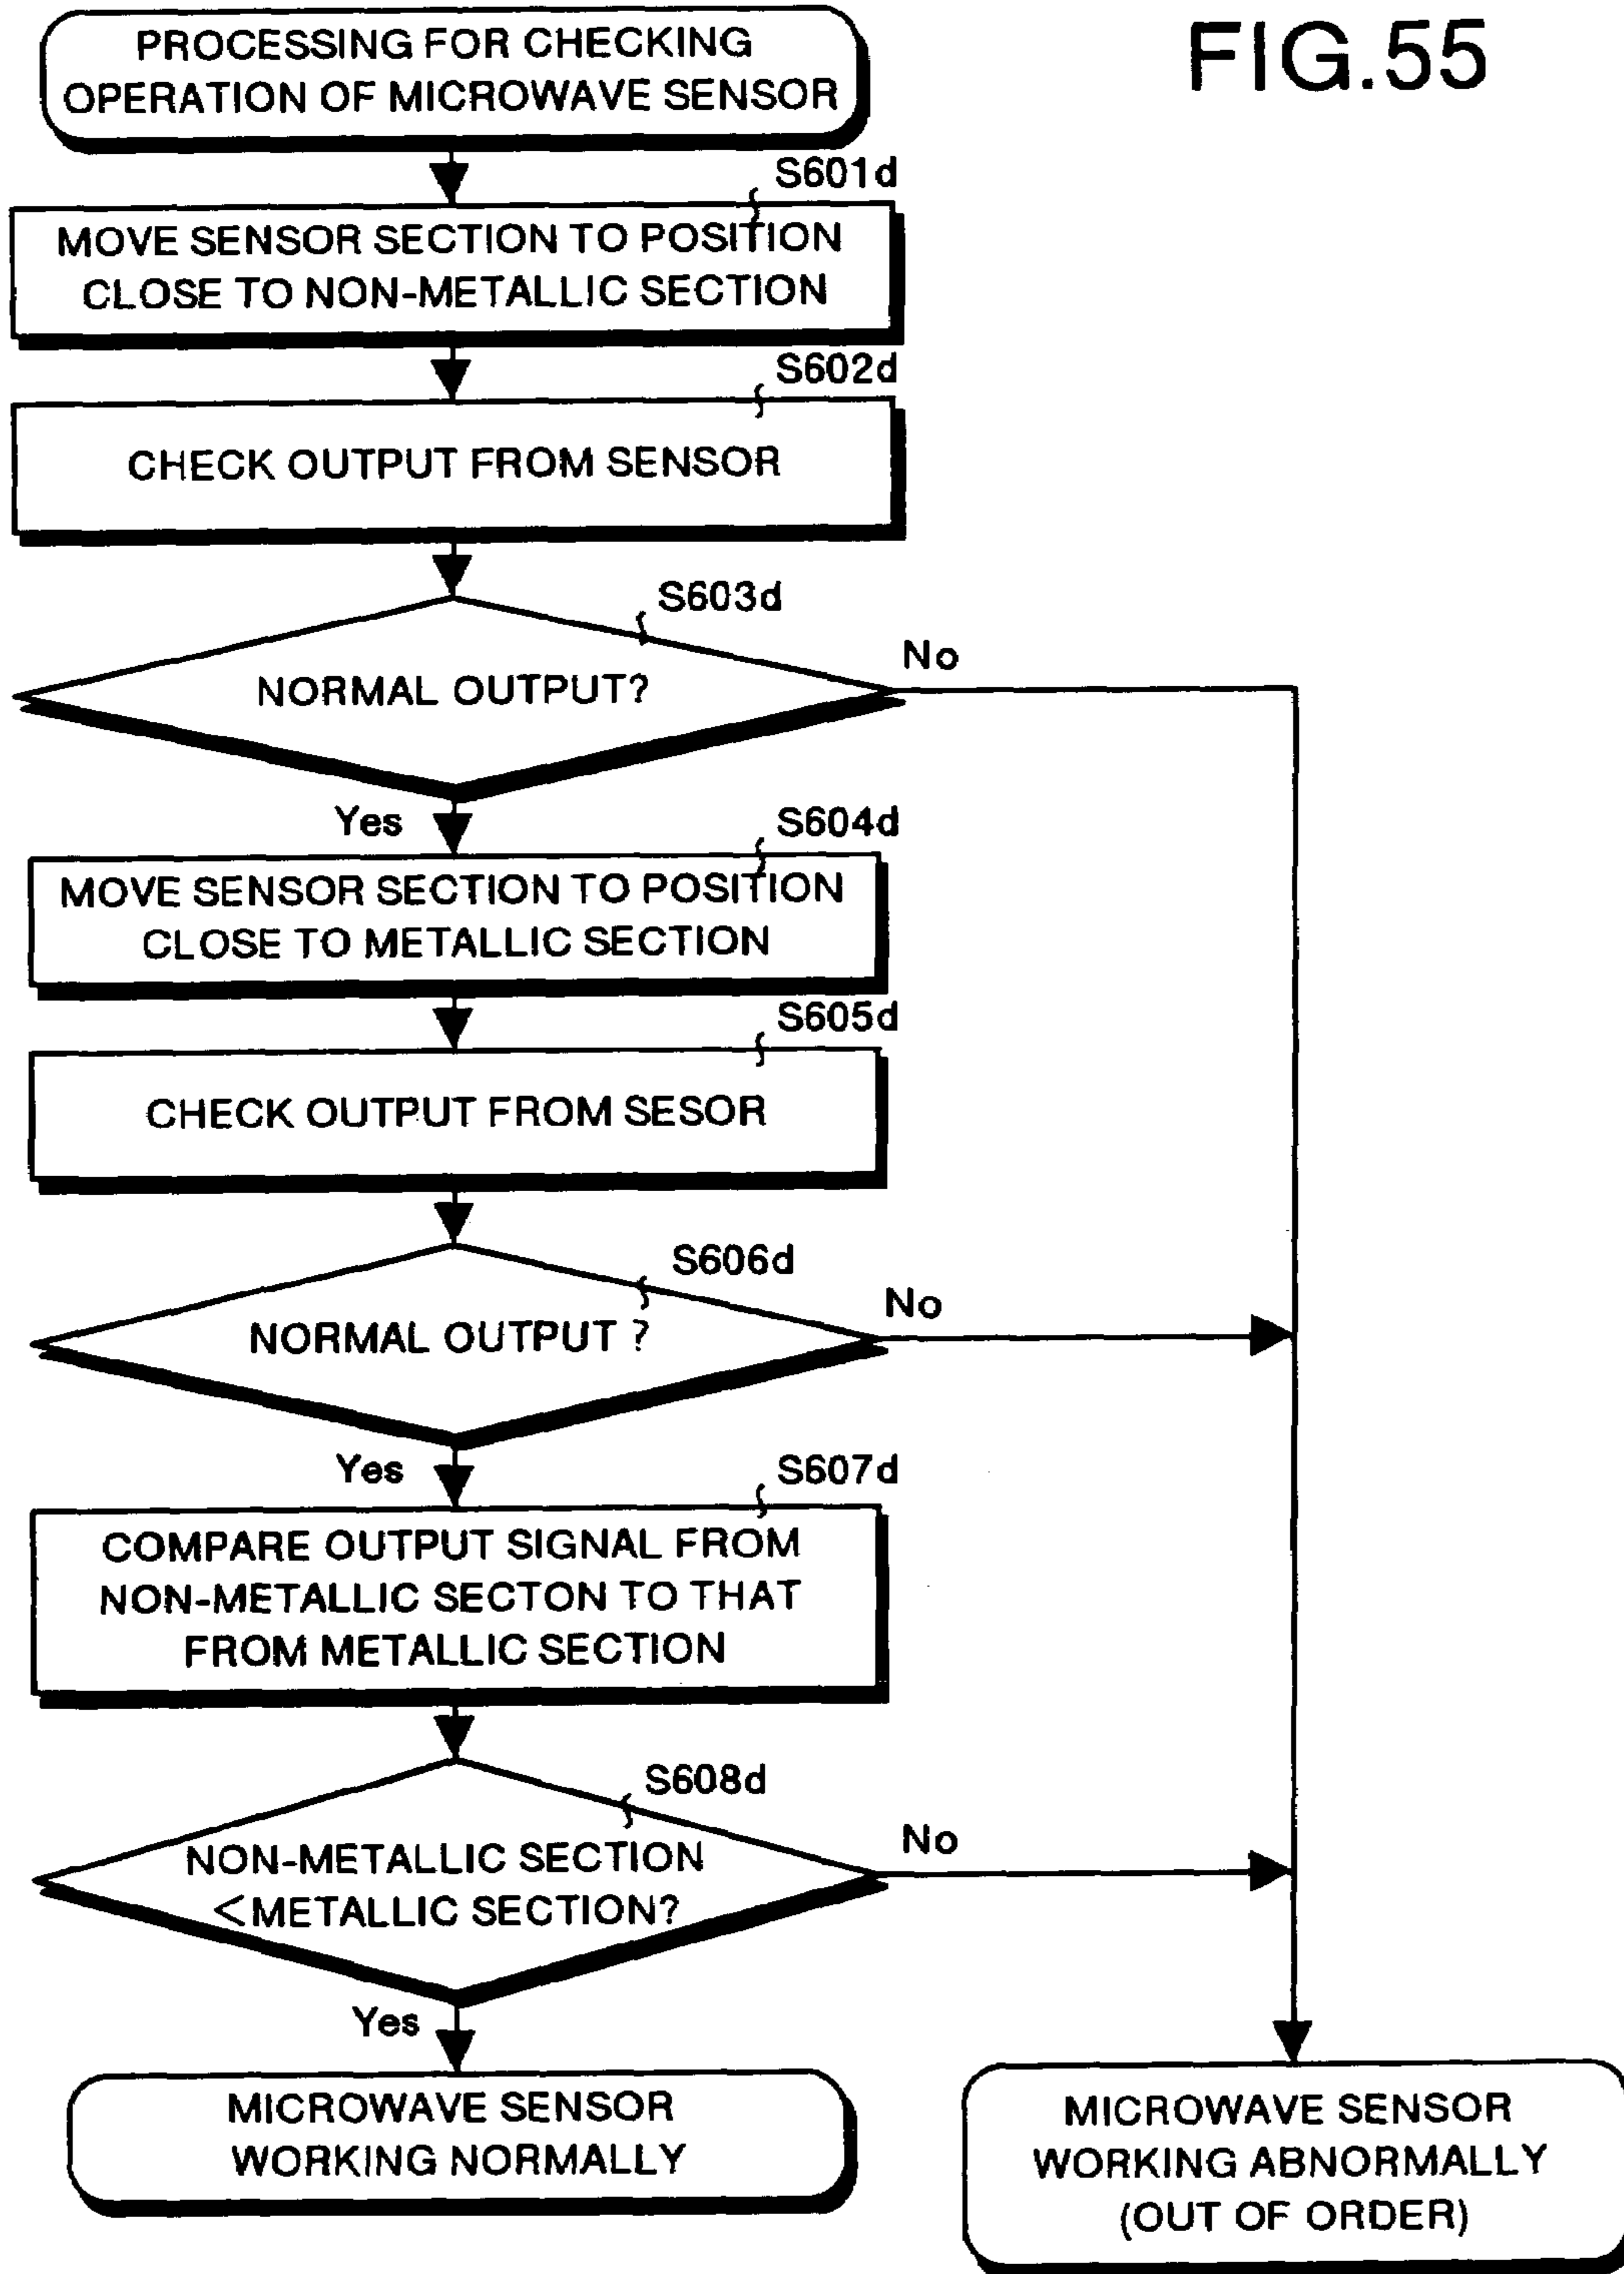 FIG.55
PROCESSING FOR CHECKING
OPERATION OF MICROWAVE SENSOR
S601d
MOVE SENSOR SECTION TO POSITION
CLOSE TO NON-METALLIC SECTION
S602d
CHECK OUTPUT FROM SENSOR
S603d
NORMAL OUTPUT?
No
Yes
S604d
MOVE SENSOR SECTION TO POSITION
CLOSE TO METALLIC SECTION
S605d
CHECK OUTPUT FROM SESOR
S606d
NORMAL OUTPUT ?
No
Yes
S607d
COMPARE OUTPUT SIGNAL FROM
NON-METALLIC SECTON TO THAT
FROM METALLIC SECTION
S608d
NON-METALLIC SECTION
<METALLIC SECTION?
No
Yes
MICROWAVE SENSOR
WORKING NORMALLY
MICROWAVE SENSOR
WORKING ABNORMALLY
(OUT OF ORDER)